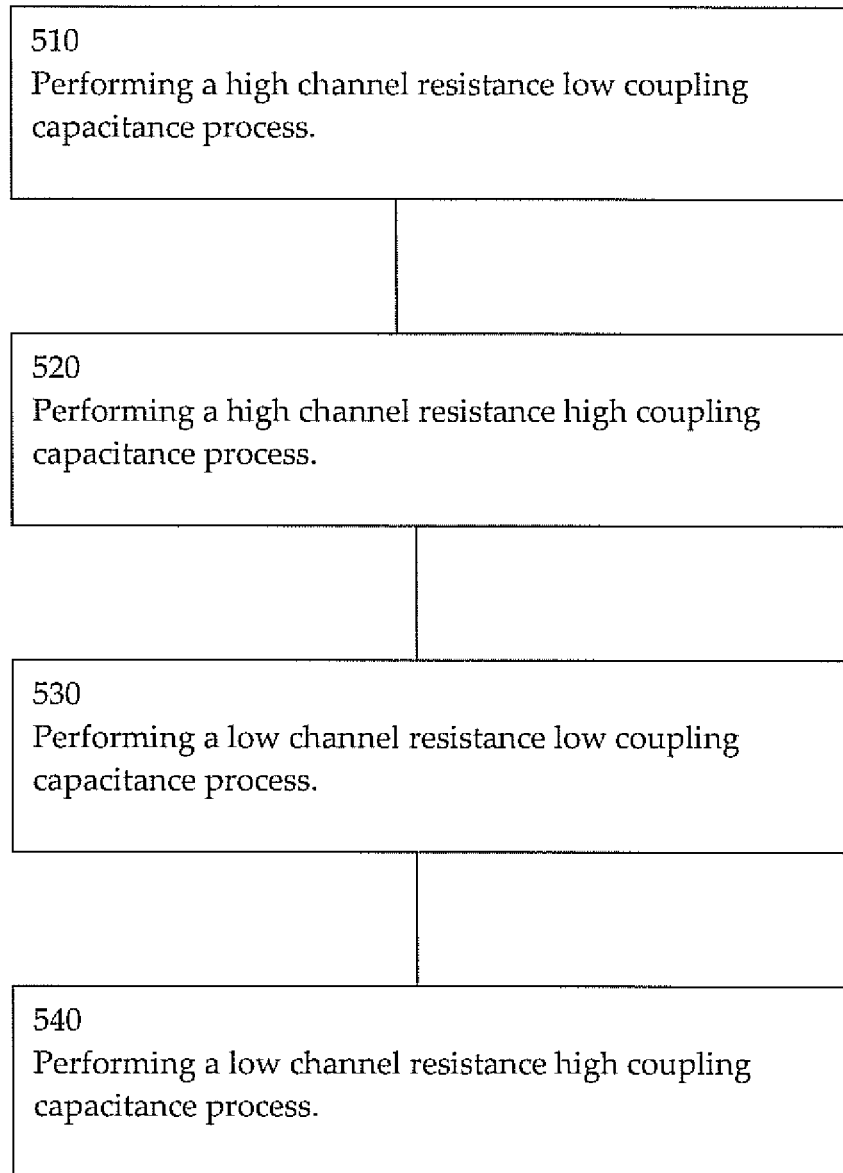 510
Performing a high channel resistance low coupling
capacitance process.
520
Performing a high channel resistance high coupling
capacitance process.
530
Performing a low channel resistance low coupling
capacitance process.
540
Performing a low channel resistance high coupling
capacitance process.